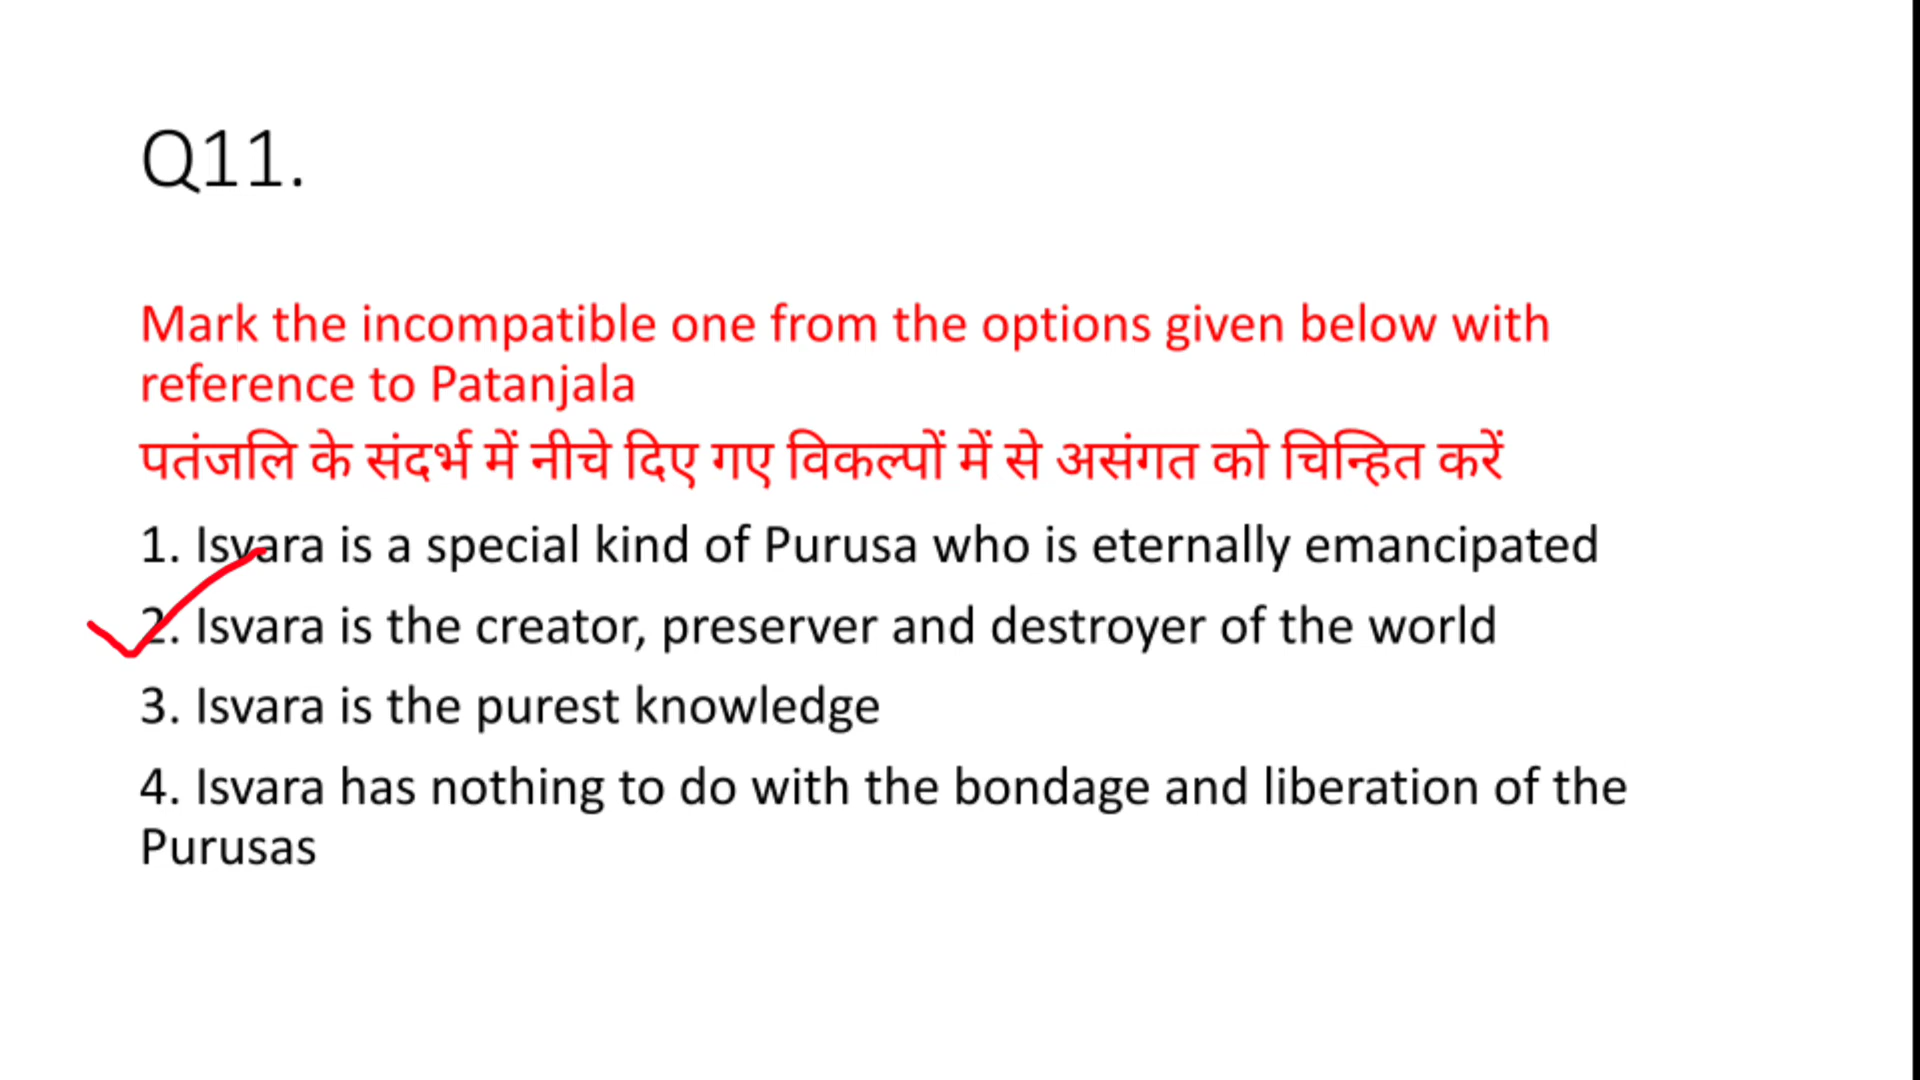 Q11.
Mark the incompatible one from the options given below with
reference to Patanjala
पतंजलि के संदर्भ में नीचे दिए गए विकल्पों में से असंगत को चिन्हित करें
1. Isvara is a special kind of Purusa who is eternally emancipated
2. Isvara is the creator, preserver and destroyer of the world
3. Isvara is the purest knowledge
4. Isvara has nothing to do with the bondage and liberation of the
Purusas